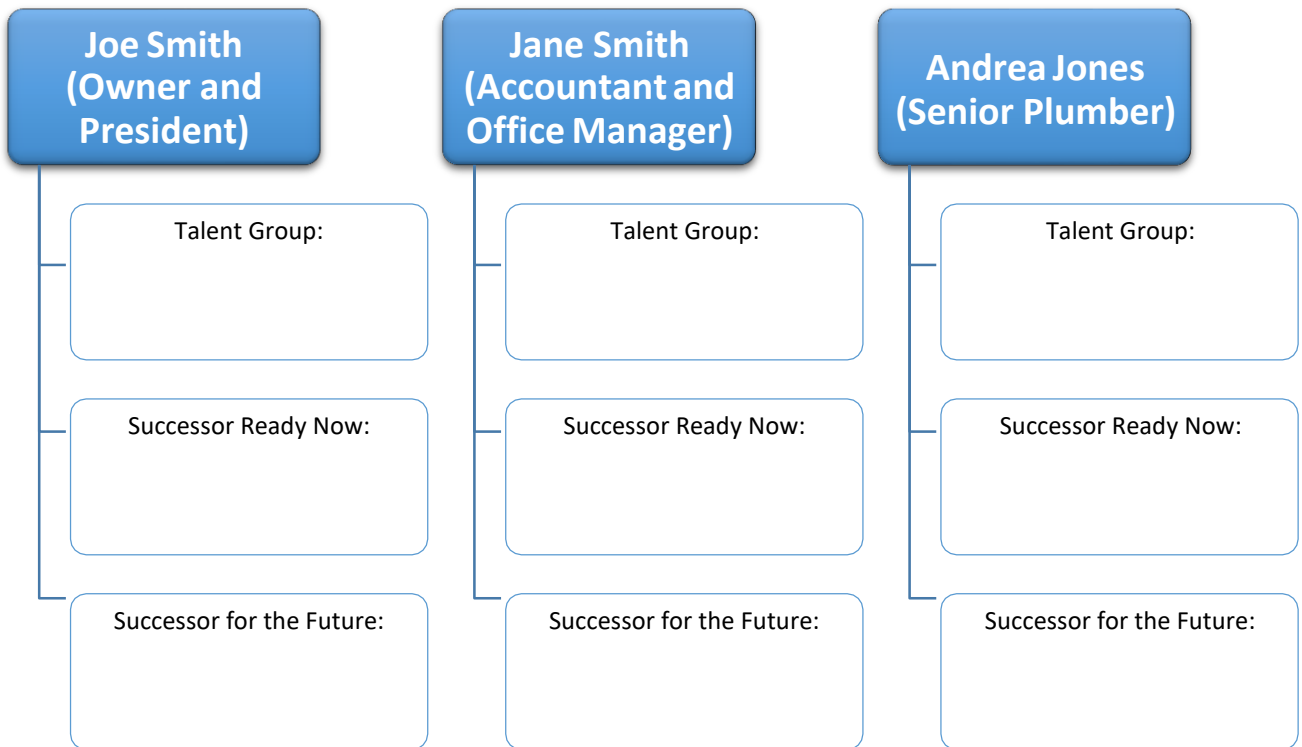 Joe Smith
(Owner and
President)
Talent Group:
Successor Ready Now:
Successor for the Future:
Jane Smith
(Accountant and
Office Manager)
Talent Group:
Successor Ready Now:
Successor for the Future:
Andrea Jones
(Senior Plumber)
Talent Group:
Successor Ready Now:
Successor for the Future: